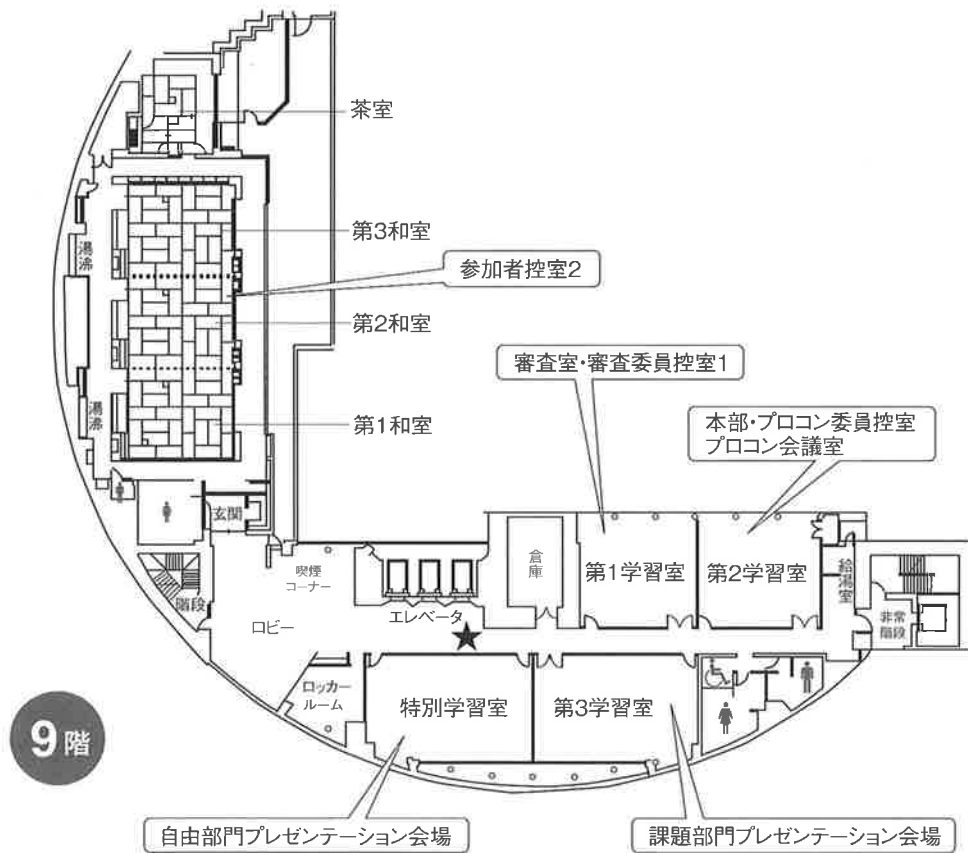 茶室
第3和室
参加者控室2
湯沸
第2和室
審査室・審査委員控室1
湯沸
第1和室
本部・プロコン委員控室
プロコン会議室
玄関
喫煙
コーナー
倉庫
第1学習室
第2学習室
給湯室
階段
エレベータ
非常
階段
ロビー
ロッカー
ルーム
特別学習室
第3学習室
9階
自由部門プレゼンテーション会場
課題部門プレゼンテーション会場